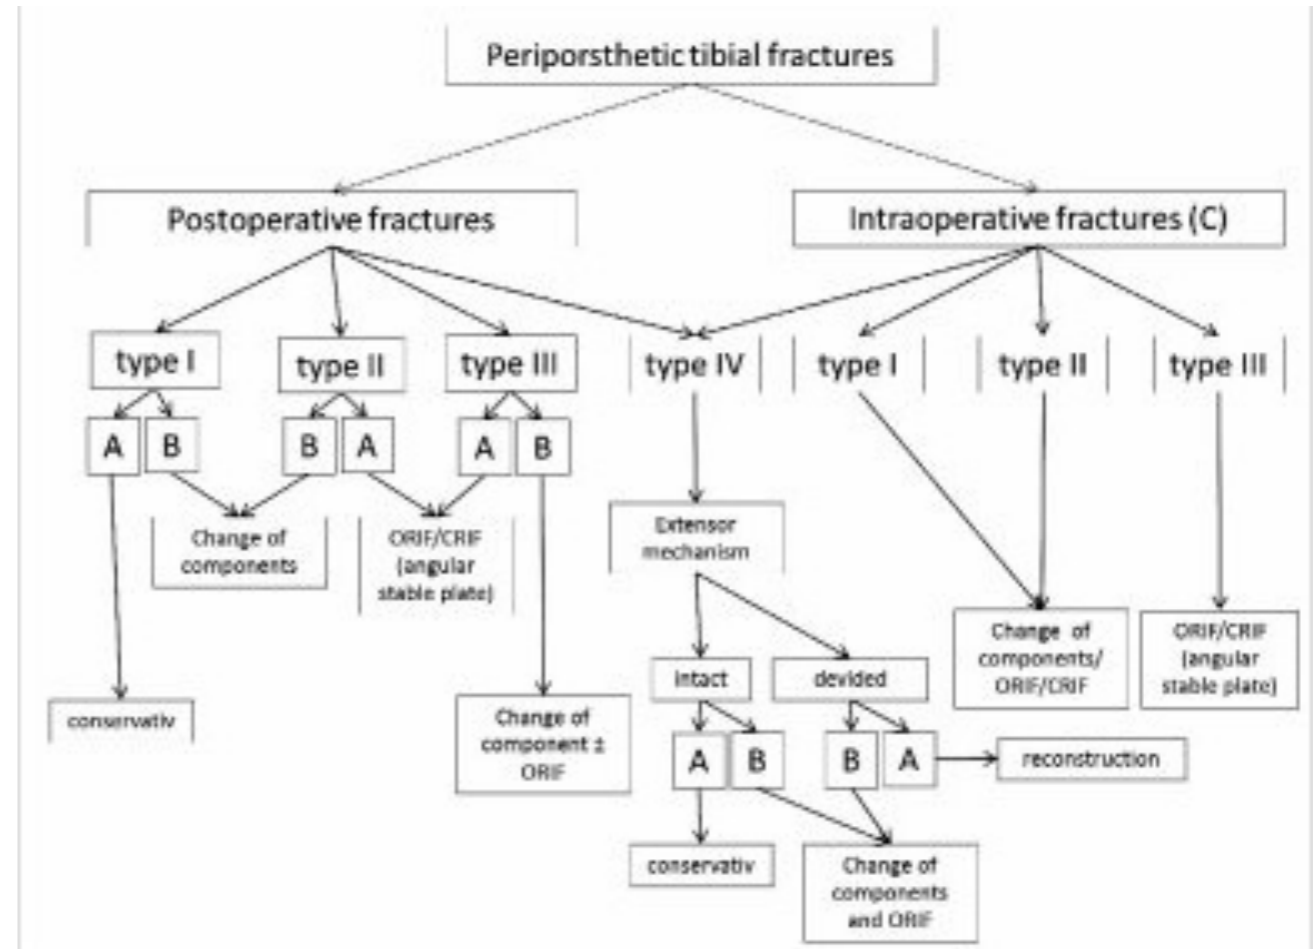 Periporsthetic tibial fractures
Postoperative fractures
Intraoperative fractures (C)
type I
type II
type III
type IV
type I
type II
type III
A
B
B
A
A
B
Change of
components
ORIF/CRIF
(angular
stable plate)
Extensor
mechanism
Change of
components/
ORIF/CRIF
ORIF/CRIF
(angular
stable plate)
intact
devided
conservativ
Change of
component ±
ORIF
A
B
B
A
reconstruction
conservativ
Change of
components
and ORIF